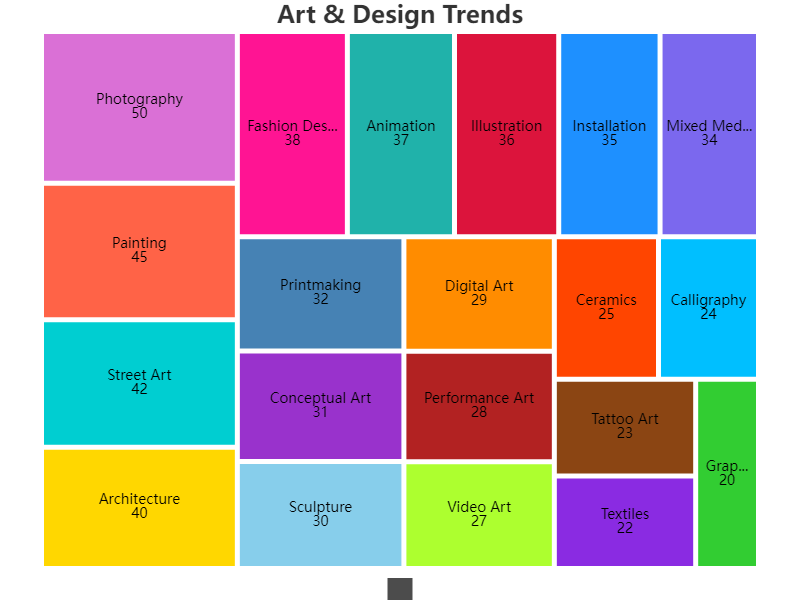 Art & Design Trends
Photography
50
Painting
45
Street Art
42
Architecture
40
Fashion Des...
38
Animation
37
Illustration
36
Installation
35
Mixed Med...
34
Printmaking
32
Conceptual Art
31
Sculpture
30
Digital Art
29
Performance Art
28
Video Art
27
Ceramics
25
Calligraphy
24
Tattoo Art
23
Textiles
22
Grap...
20